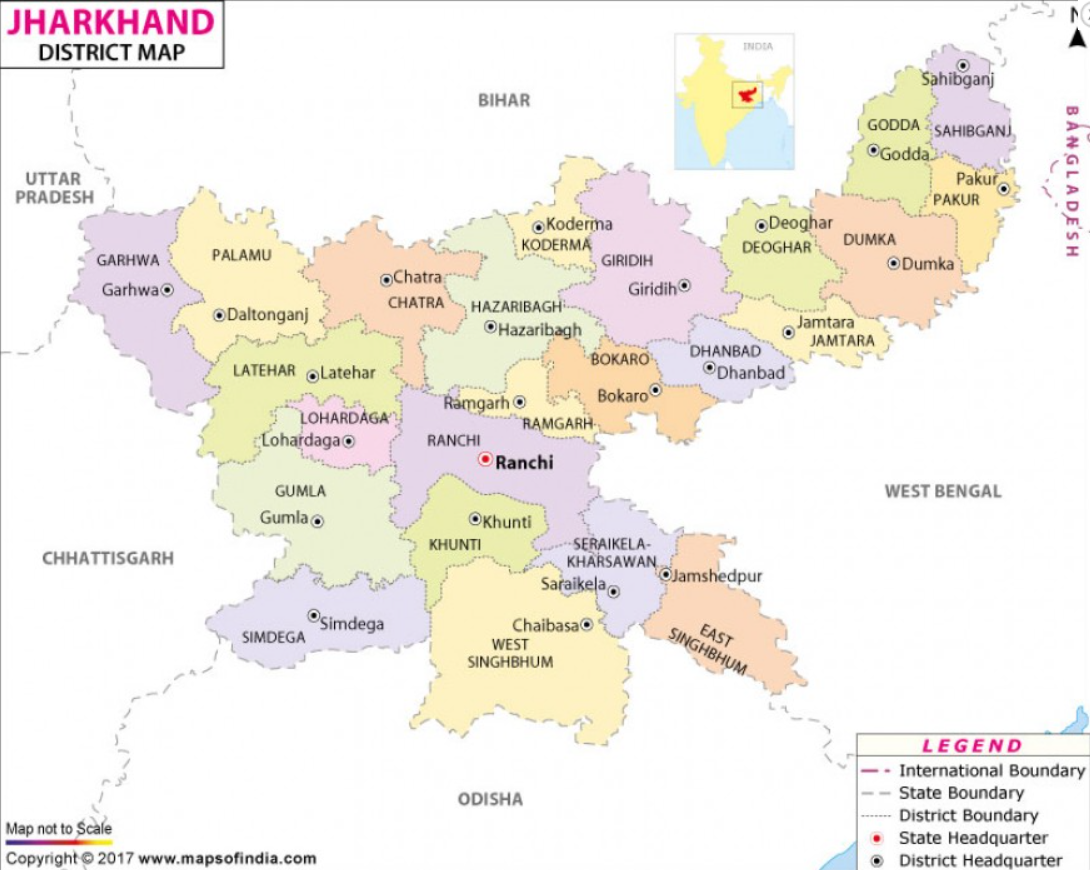 JHARKHAND
DISTRICT MAP
N
INDIA
BIHAR
UTTAR
PRADESH
BANGLADESH
Sahibganj
SAHIBGANJ
GODDA
Godda
Pakur
PAKUR
Koderma
KODERMA
Deoghar
DEOGHAR
DUMKA
Dumka
GARHWA
Garhwa
PALAMU
Daltonganj
Chatra
CHATRA
HAZARIBAGH
Hazaribagh
GIRIDIH
Giridih
Jamtara
JAMTARA
LATEHAR
Latehar
BOKARO
Bokaro
DHANBAD
Dhanbad
Ramgarh
RAMGARH
LOHARDAGA
Lohardaga
RANCHI
Ranchi
WEST BENGAL
GUMLA
Gumla
Khunti
KHUNTI
CHHATTISGARH
SERAIKELA-
KHARSAWAN
Saraikela
Jamshedpur
SIMDEGA
Simdega
Chaibasa
WEST
SINGHBHUM
EAST
SINGHBHUM
ODISHA
LEGEND
International Boundary
State Boundary
District Boundary
State Headquarter
District Headquarter
Map not to Scale
Copyright © 2017 www.mapsofindia.com